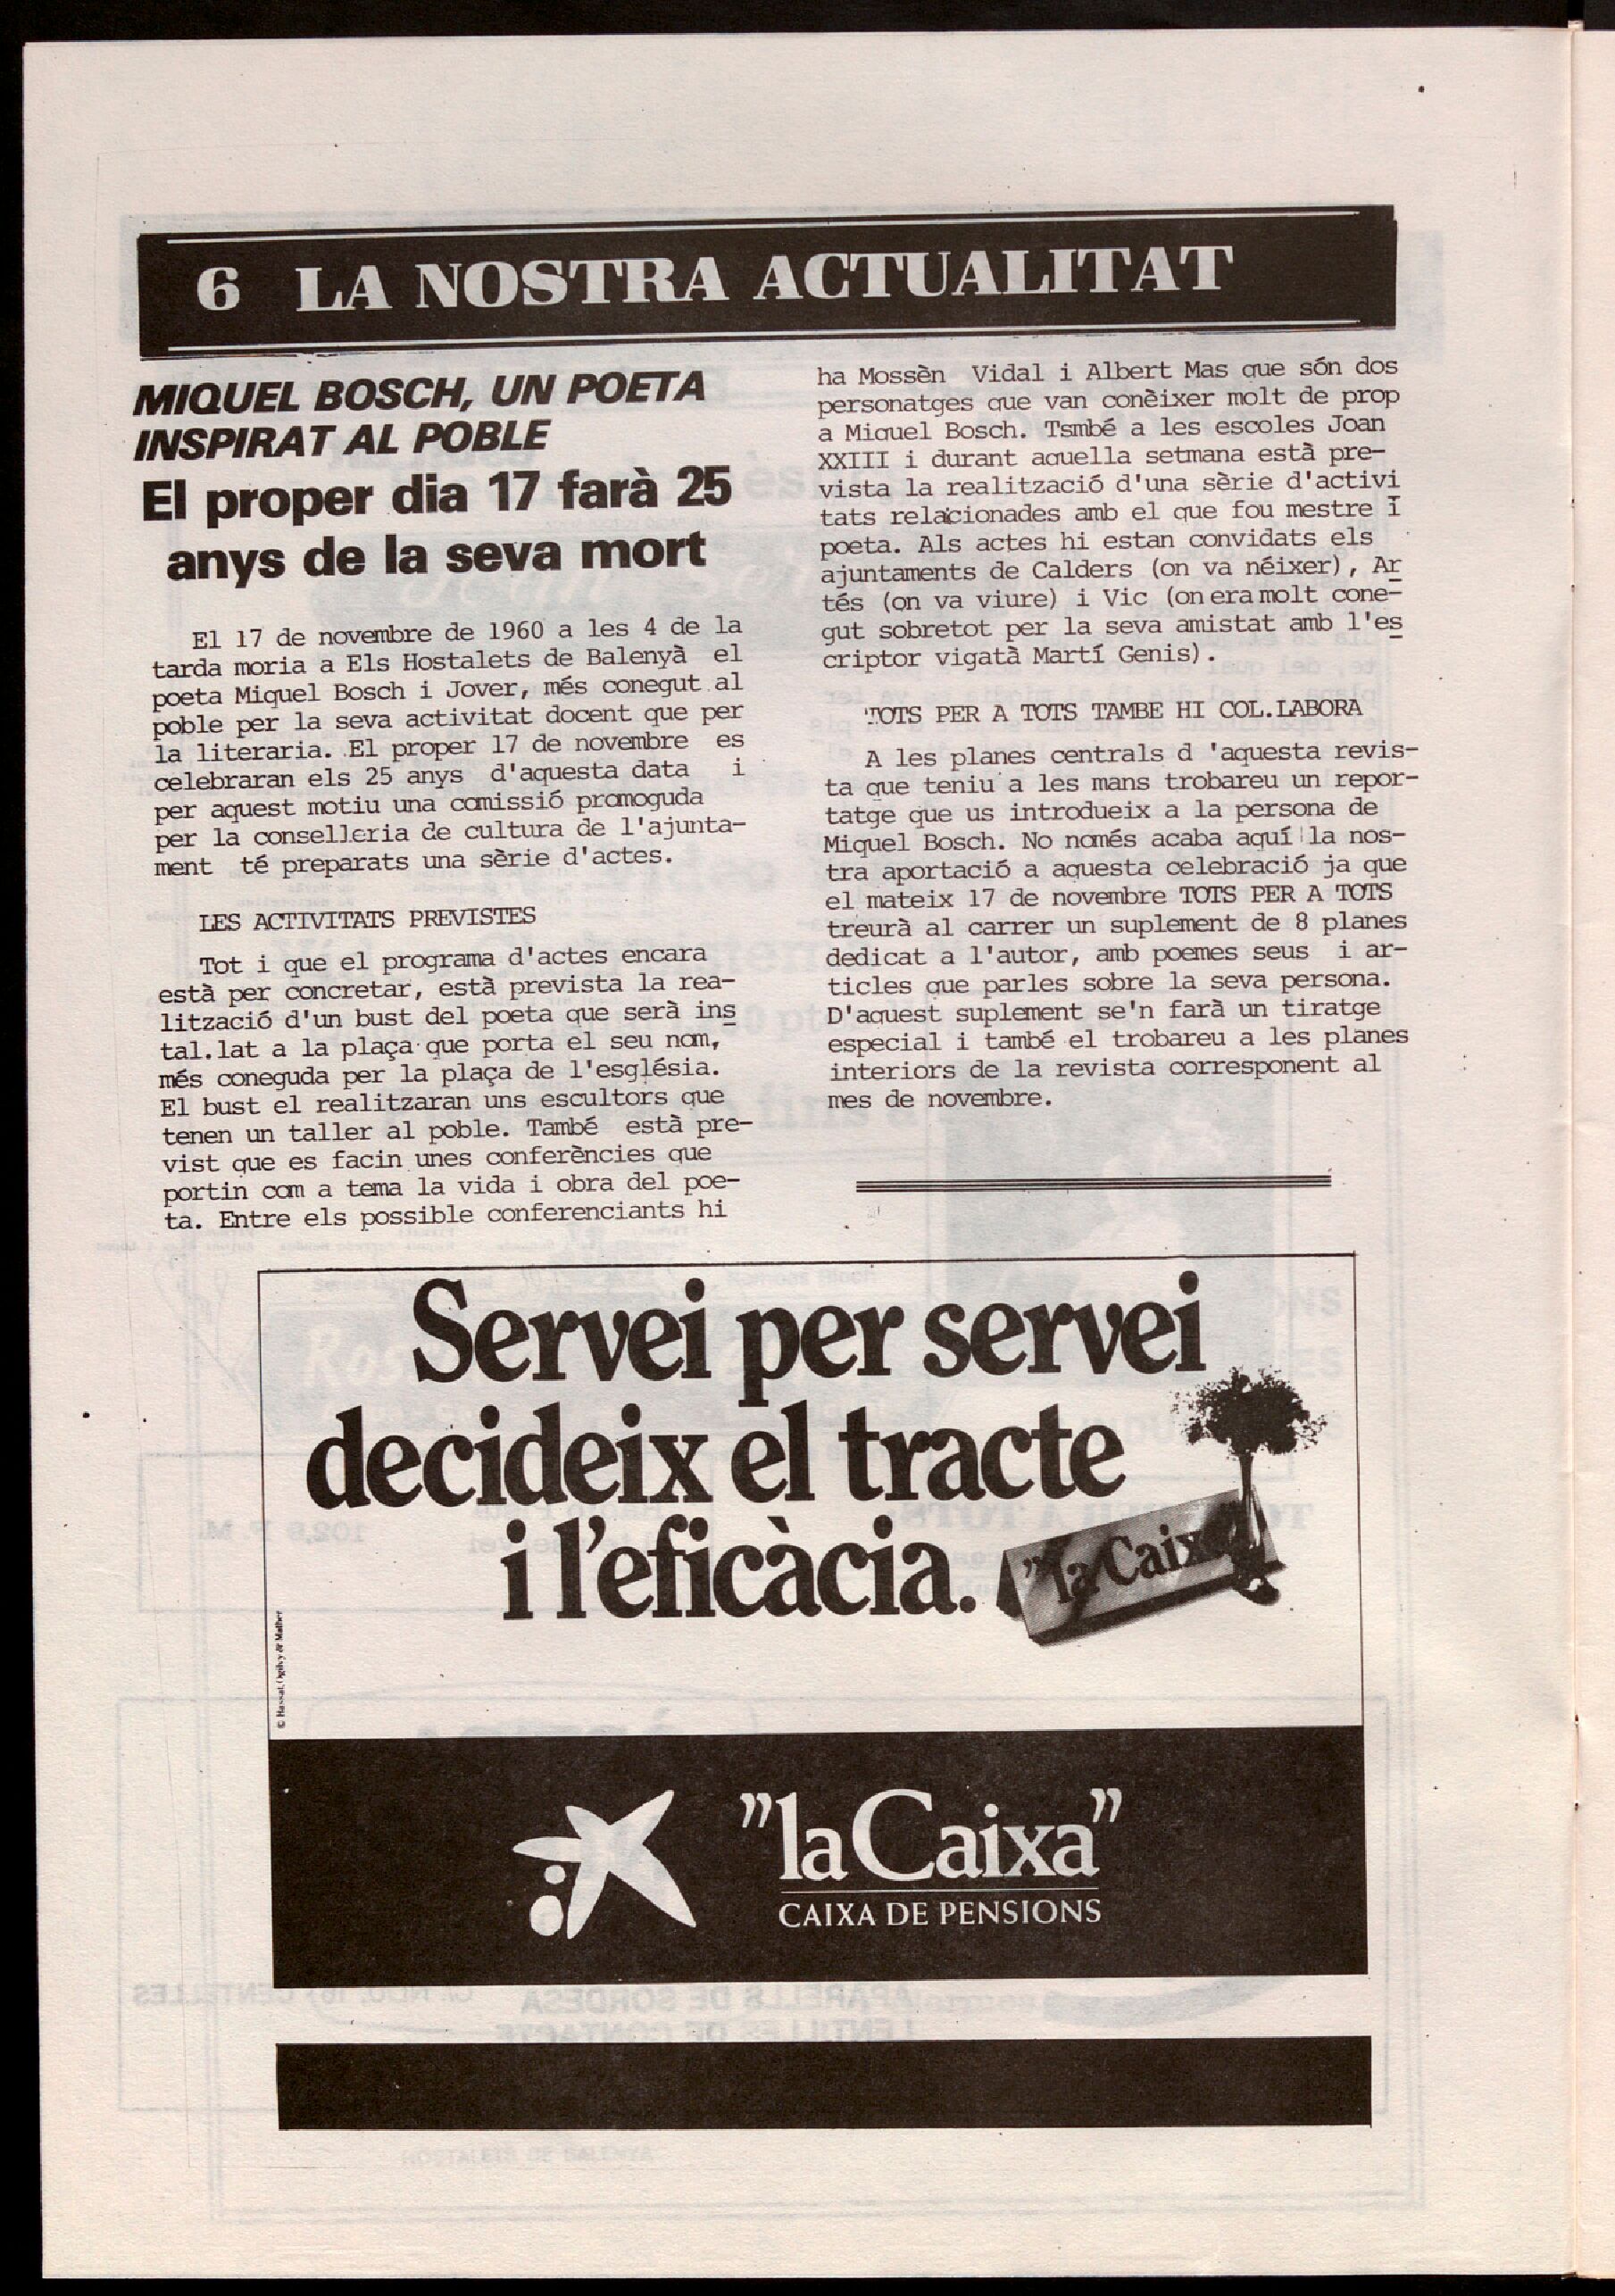 6 LA NOSTRA ACTUALITAT
MIQUEL BOSCH, UN POETA
INSPIRAT AL POBLE
El proper dia 17 farà 25
anys de la seva mort
El 17 de novembre de 1960 a les 4 de la
tarda moria a Els Hostalets de Balenyà el
poeta Miquel Bosch i Jover, més conegut al
poble per la seva activitat docent que per
la literaria. El proper 17 de novembre es
celebraran els 25 anys d'aquesta data i
per aquest motiu una comissió promoguda
per la conselleria de cultura de l'ajunta-
ment té preparats una sèrie d'actes.
LES ACTIVITATS PREVISTES
Tot i que el programa d'actes encara
està per concretar, està prevista la rea-
lització d'un bust del poeta que serà ins
tal.lat a la plaça que porta el seu nom,
més coneguda per la plaça de l'església.
El bust el realitzaran uns escultors que
tenen un taller al poble. També està pre-
vist que es facin unes conferències que
portin com a tema la vida i obra del poe-
ta. Entre els possible conferenciants hi
ha Mossèn Vidal i Albert Mas que són dos
personatges que van conèixer molt de prop
a Miquel Bosch. Tsmbé a les escoles Joan
XXIII i durant aquella setmana està pre-
vista la realització d'una sèrie d'activi
tats relacionades amb el que fou mestre i
poeta. Als actes hi estan convidats els
ajuntaments de Calders (on va néixer), Ar
tés (on va viure) i Vic (on era molt cone-
gut sobretot per la seva amistat amb l'es
criptor vigatà Martí Genis).
TOTS PER A TOTS TAMBE HI COL.LABORA
A les planes centrals d 'aquesta revis-
ta que teniu a les mans trobareu un repor-
tatge que us introdueix a la persona de
Miquel Bosch. No només acaba aquí la nos-
tra aportació a aquesta celebració ja que
el mateix 17 de novembre TOTS PER A TOTS
treurà al carrer un suplement de 8 planes
dedicat a l'autor, amb poemes seus i ar-
ticles que parles sobre la seva persona.
D'aquest suplement se'n farà un tiratge
especial i també el trobareu a les planes
interiors de la revista corresponent al
mes de novembre.
Servei per servei
decideix el tracte
i l'eficàcia.
"la Caix
"la Caixa"
CAIXA DE PENSIONS